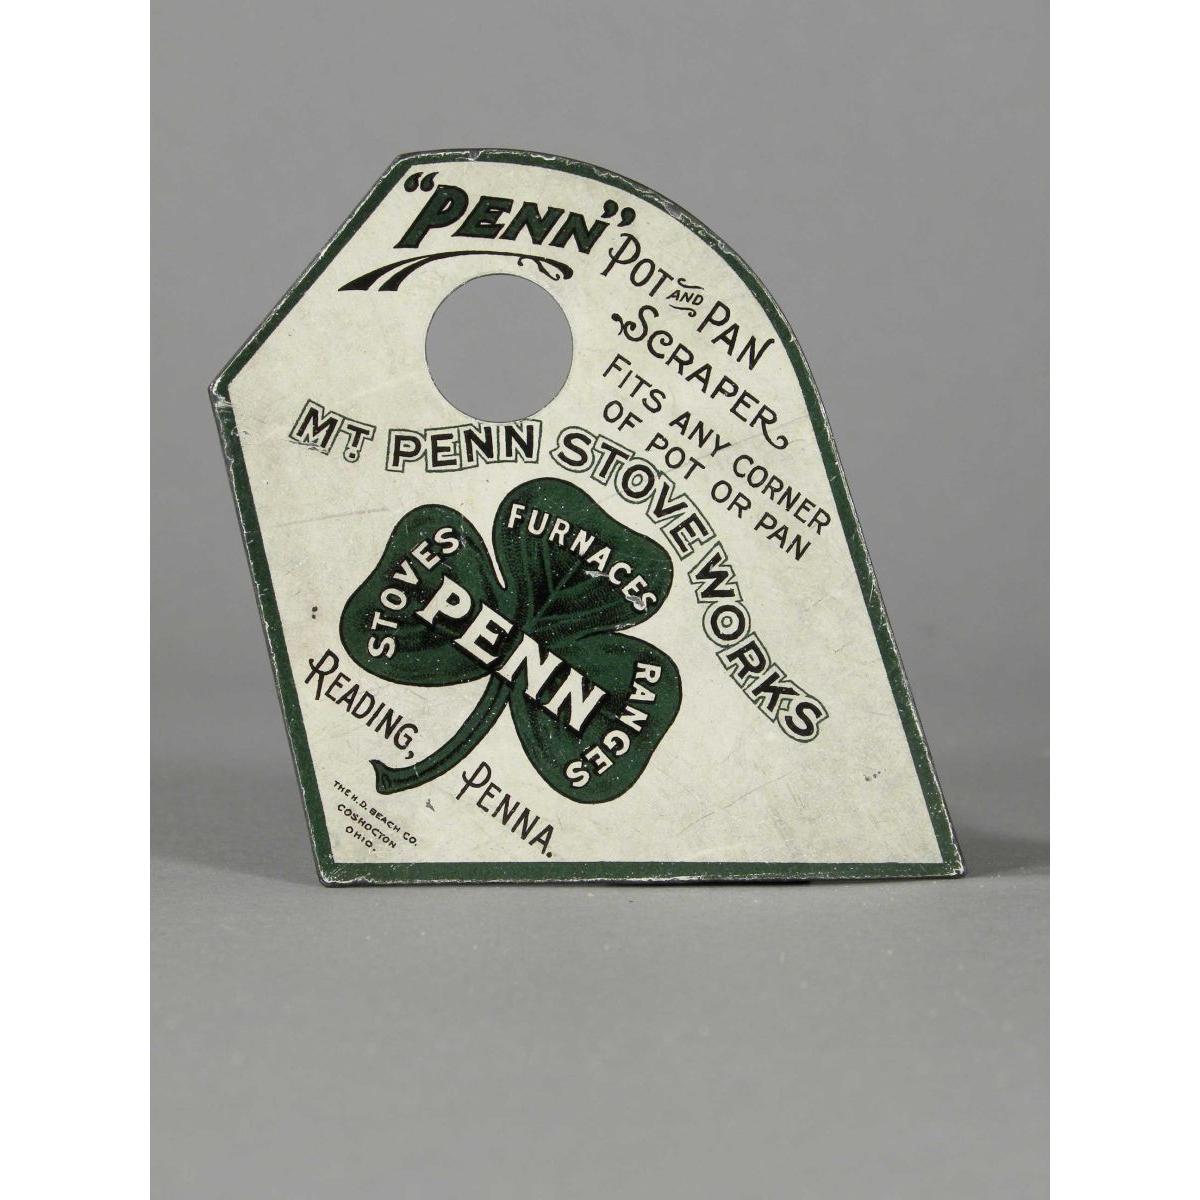 "PENN"
POT AND PAN
SCRAPER
FITS ANY CORNER
OF POT OR PAN
MT. PENN STOVE WORKS
STOVES
FURNACES
RANGES
PENN
READING, PENNA.
THE H.D. BEACH CO.
COSHOCTON
OHIO.